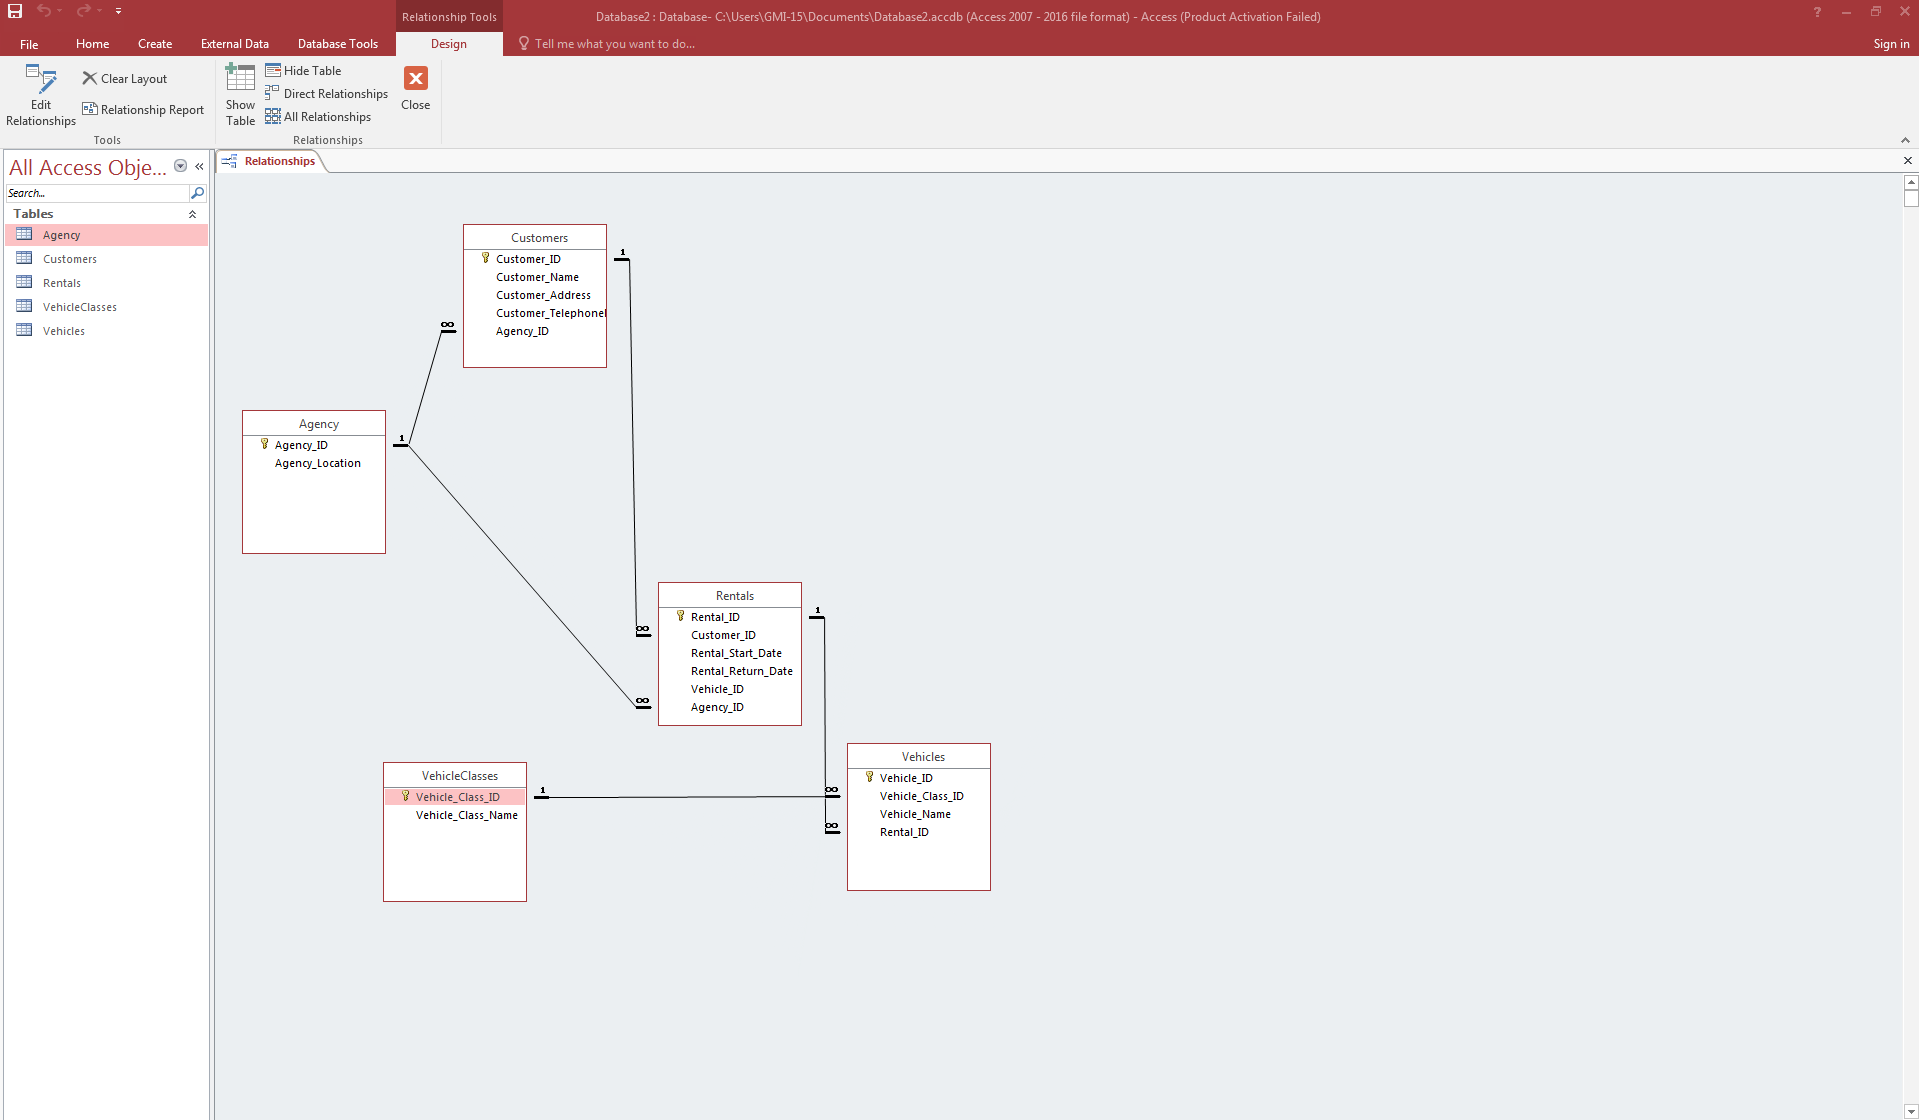 Relationship Tools
Database2 : Database- C:\Users\GMI-15\Documents\Database2.accdb (Access 2007 - 2016 file format) - Access (Product Activation Failed)
?
File Home Create External Data Database Tools Design Tell me what you want to do... Sign in
Edit Relationships
Clear Layout
Relationship Report
Tools
Show Table
Hide Table
Direct Relationships
All Relationships
Relationships
Close
All Access Obje...
Search...
Tables
Agency
Customers
Rentals
VehicleClasses
Vehicles
Relationships
Customers
Customer_ID
Customer_Name
Customer_Address
Customer_Telephone
Agency_ID
1
∞
Agency
Agency_ID
Agency_Location
1
Rentals
Rental_ID
Customer_ID
Rental_Start_Date
Rental_Return_Date
Vehicle_ID
Agency_ID
1
∞
∞
VehicleClasses
Vehicle_Class_ID
Vehicle_Class_Name
1
Vehicles
Vehicle_ID
Vehicle_Class_ID
Vehicle_Name
Rental_ID
∞
∞